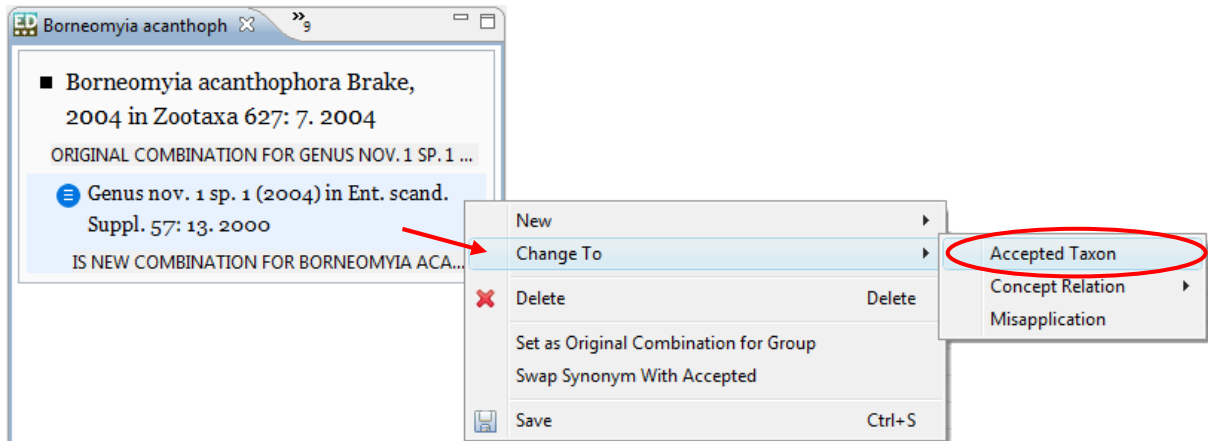 Borneomyia acanthoph
»9
Borneomyia acanthophora Brake,
2004 in Zootaxa 627: 7. 2004
ORIGINAL COMBINATION FOR GENUS NOV. 1 SP. 1 ...
Genus nov. 1 sp. 1 (2004) in Ent. scand.
Suppl. 57: 13. 2000
IS NEW COMBINATION FOR BORNEOMYIA ACA...
New
Change To
Delete Delete
Set as Original Combination for Group
Swap Synonym With Accepted
Save Ctrl+S
Accepted Taxon
Concept Relation
Misapplication